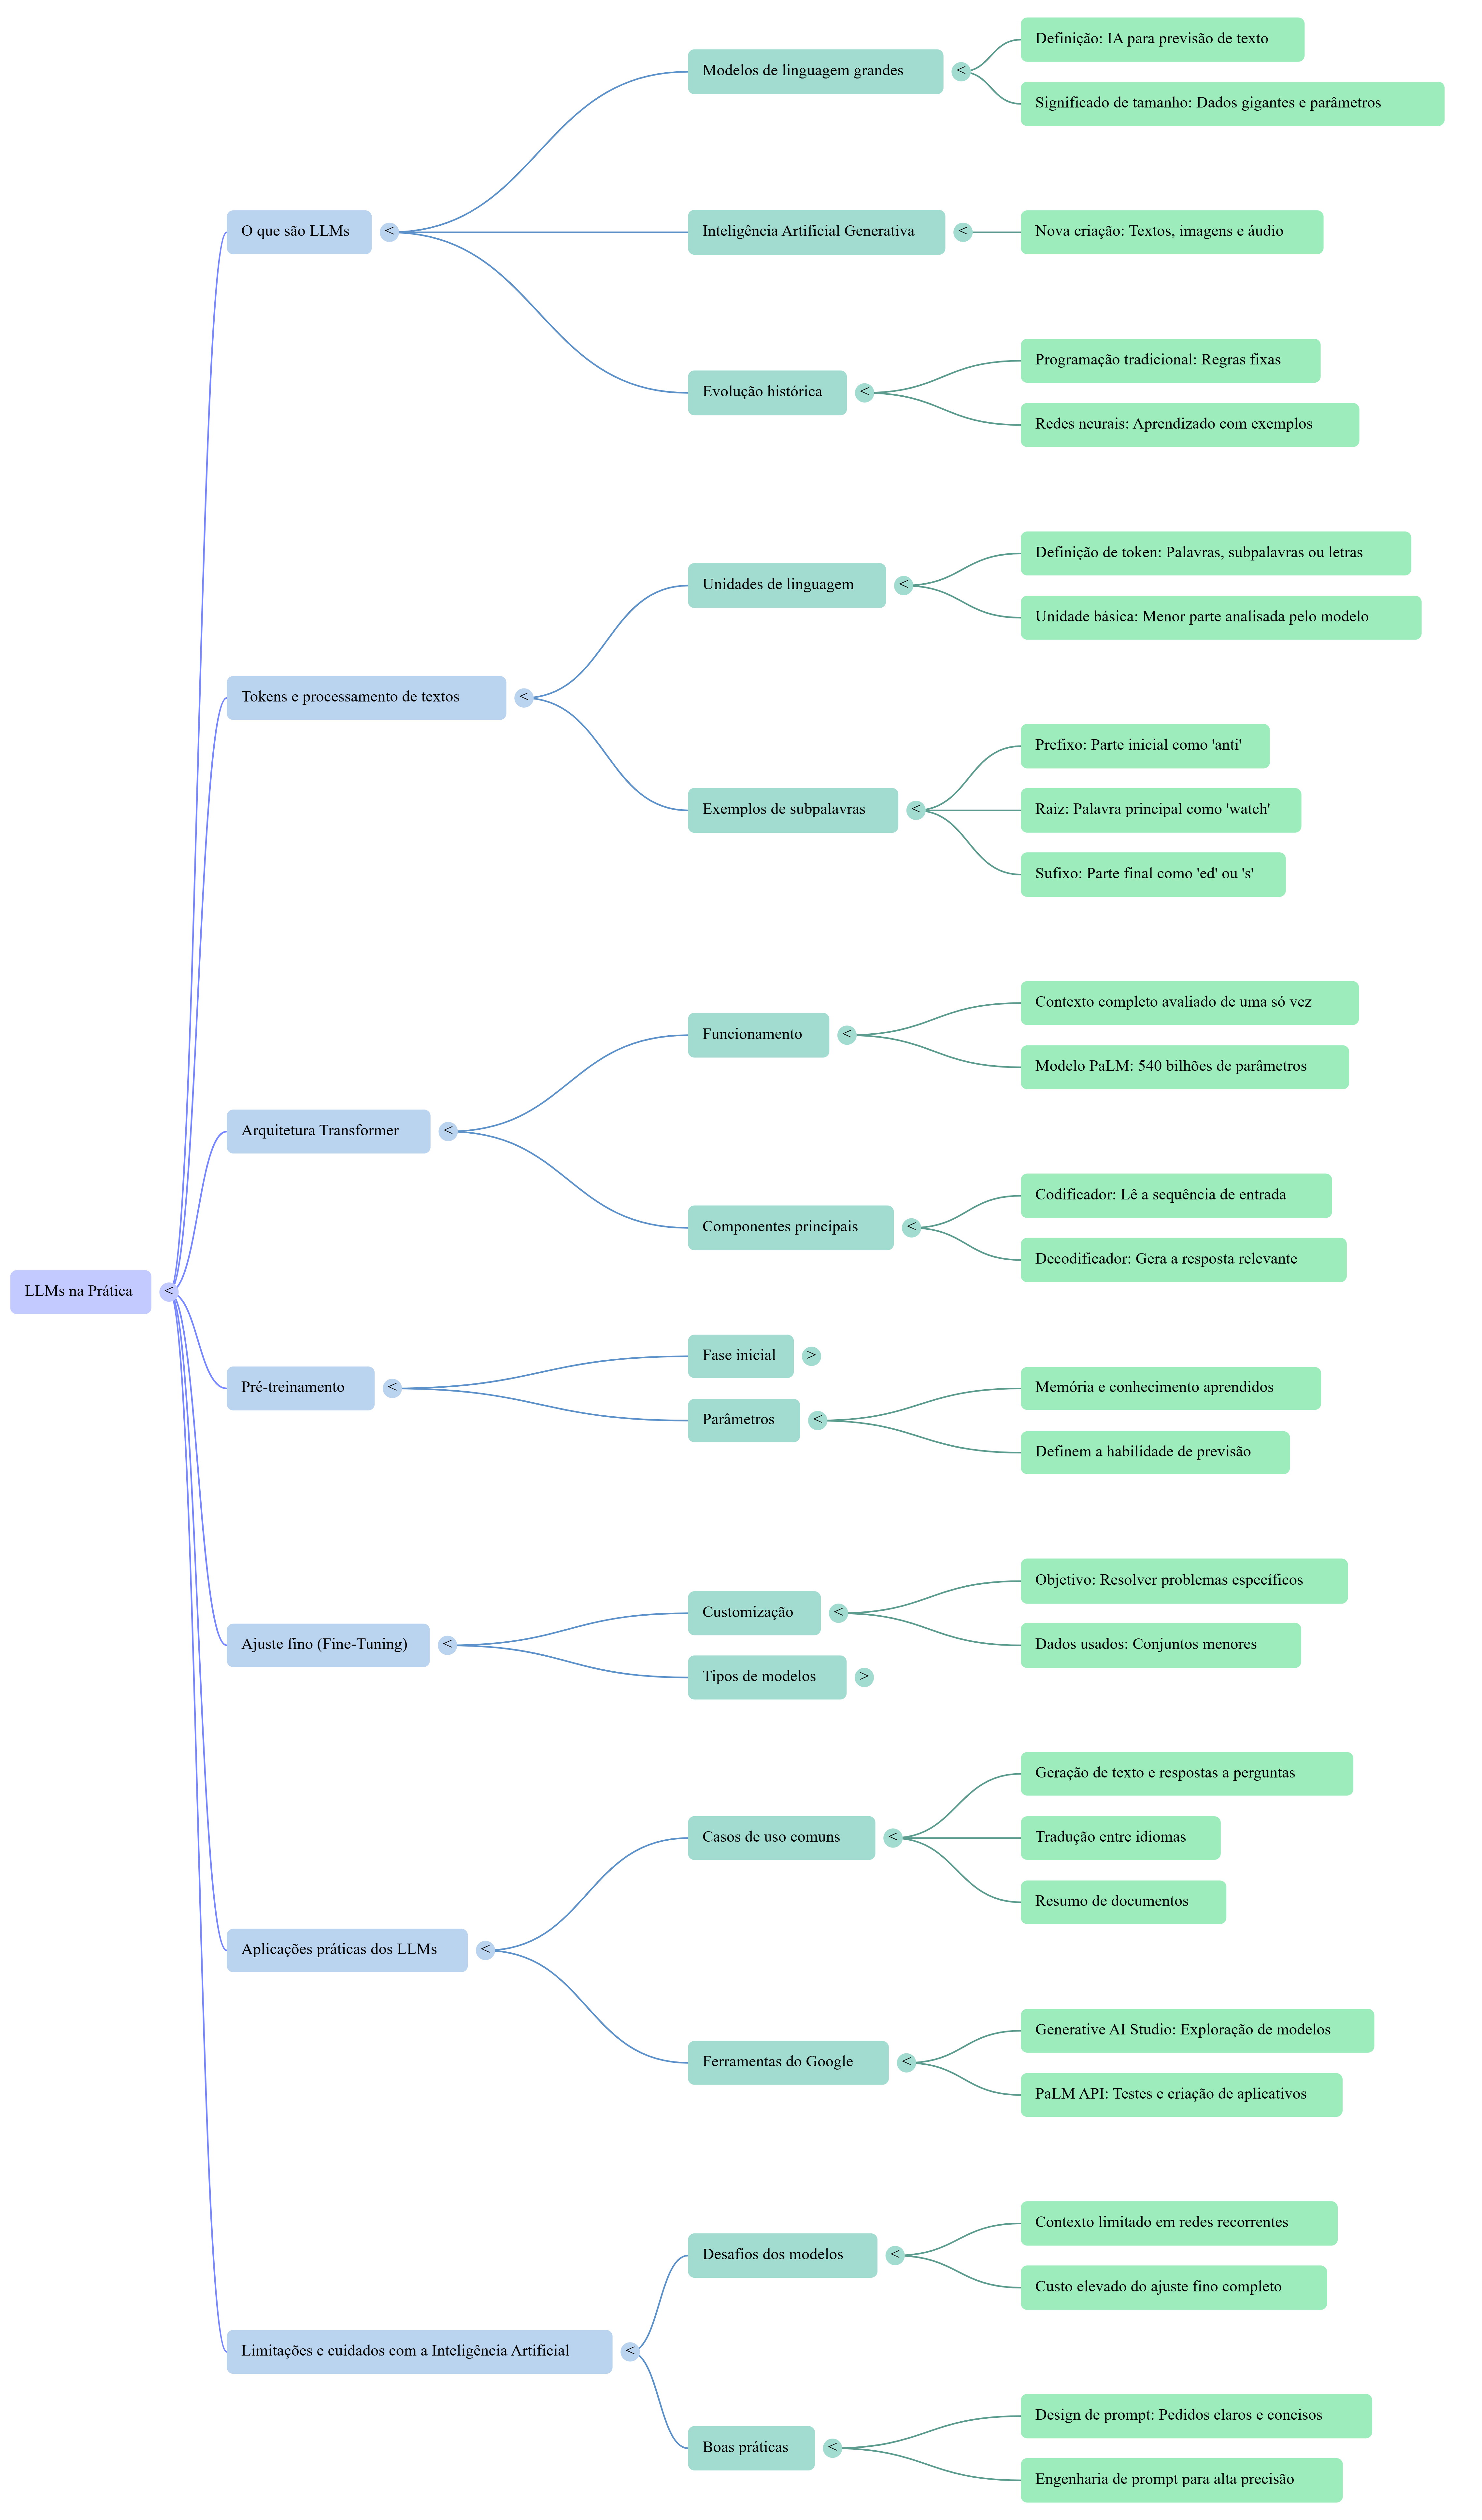 LLMs na Prática
<
O que são LLMs
<
Modelos de linguagem grandes
<
Definição: IA para previsão de texto
Significado de tamanho: Dados gigantes e parâmetros
Inteligência Artificial Generativa
<
Nova criação: Textos, imagens e áudio
Evolução histórica
<
Programação tradicional: Regras fixas
Redes neurais: Aprendizado com exemplos
Tokens e processamento de textos
<
Unidades de linguagem
<
Definição de token: Palavras, subpalavras ou letras
Unidade básica: Menor parte analisada pelo modelo
Exemplos de subpalavras
<
Prefixo: Parte inicial como 'anti'
Raiz: Palavra principal como 'watch'
Sufixo: Parte final como 'ed' ou 's'
Arquitetura Transformer
<
Funcionamento
<
Contexto completo avaliado de uma só vez
Modelo PaLM: 540 bilhões de parâmetros
Componentes principais
<
Codificador: Lê a sequência de entrada
Decodificador: Gera a resposta relevante
Pré-treinamento
<
Fase inicial
>
Parâmetros
<
Memória e conhecimento aprendidos
Definem a habilidade de previsão
Ajuste fino (Fine-Tuning)
<
Customização
<
Objetivo: Resolver problemas específicos
Dados usados: Conjuntos menores
Tipos de modelos
>
Aplicações práticas dos LLMs
<
Casos de uso comuns
<
Geração de texto e respostas a perguntas
Tradução entre idiomas
Resumo de documentos
Ferramentas do Google
<
Generative AI Studio: Exploração de modelos
PaLM API: Testes e criação de aplicativos
Limitações e cuidados com a Inteligência Artificial
<
Desafios dos modelos
<
Contexto limitado em redes recorrentes
Custo elevado do ajuste fino completo
Boas práticas
<
Design de prompt: Pedidos claros e concisos
Engenharia de prompt para alta precisão